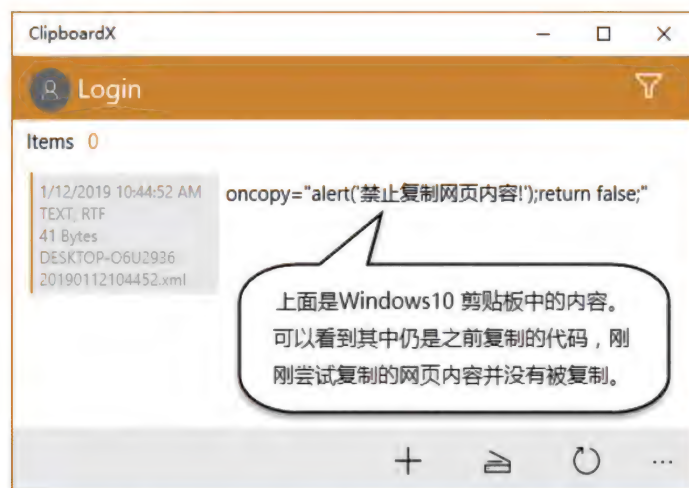 ClipboardX
Login
Items 0
1/12/2019 10:44:52 AM
TEXT, RTF
41 Bytes
DESKTOP-O6U2936
20190112104452.xml
oncopy="alert('禁止复制网页内容!');return false;"
上面是Windows10 剪贴板中的内容。
可以看到其中仍是之前复制的代码，刚
刚尝试复制的网页内容并没有被复制。